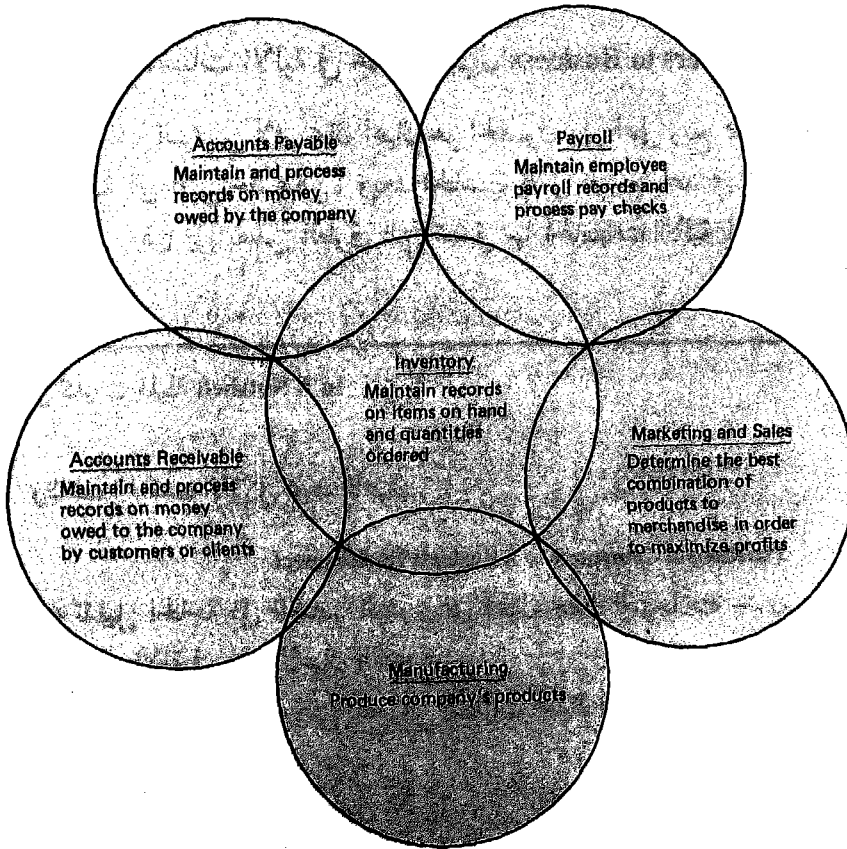 Accounts Payable
Maintain and process
records on money
owed by the company
Payroll
Maintain employee
payroll records and
process pay checks
Inventory
Maintain records
on items on hand
and quantities
ordered
Accounts Receivable
Maintain and process
records on money
owed to the company
by customers or clients
Marketing and Sales
Determine the best
combination of
products to
merchandise in order
to maximize profits
Manufacturing
Produce company's products